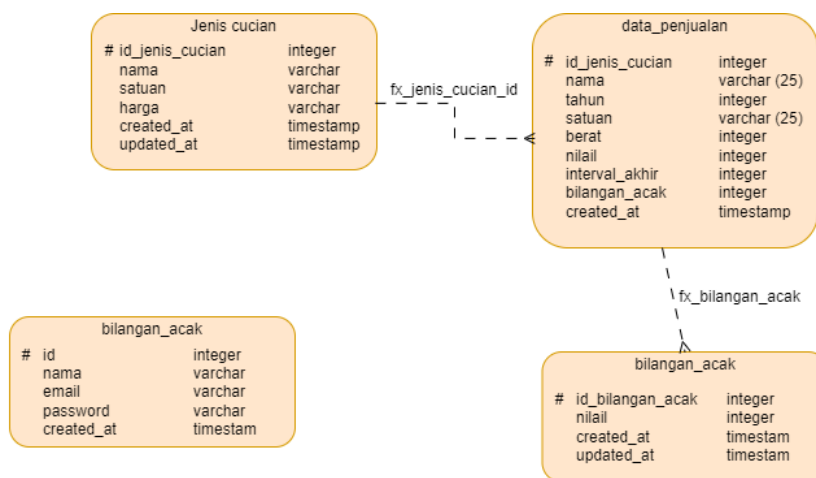 Jenis cucian
# id_jenis_cucian integer
nama varchar
satuan varchar
harga varchar
created_at timestamp
updated_at timestamp
fx_jenis_cucian_id
data_penjualan
# id_jenis_cucian integer
nama varchar (25)
tahun integer
satuan varchar (25)
berat integer
nilail integer
interval_akhir integer
bilangan_acak integer
created_at timestamp
fx_bilangan_acak
bilangan_acak
# id integer
nama varchar
email varchar
password varchar
created_at timestam
bilangan_acak
# id_bilangan_acak integer
nilail integer
created_at timestam
updated_at timestam